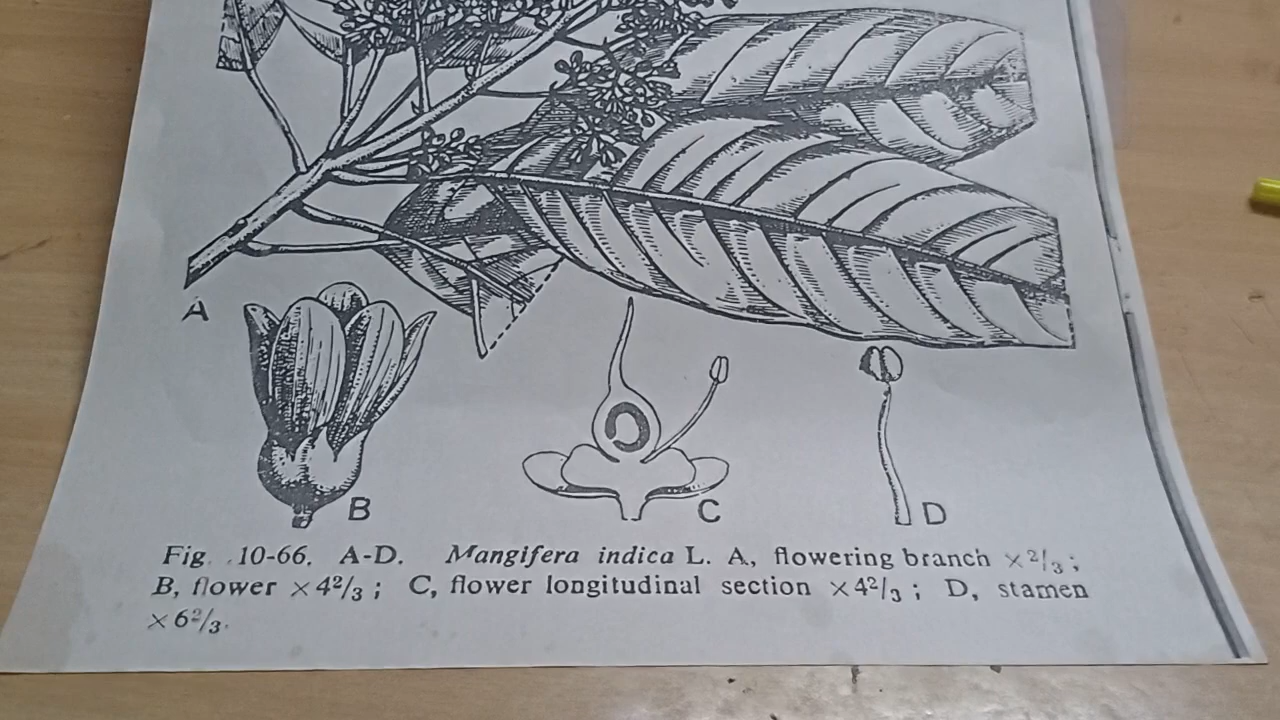 A
B
C
D
Fig. 10-66. A-D. Mangifera indica L. A, flowering branch ×2/3;
B, flower ×4 2/3; C, flower longitudinal section ×4 2/3; D, stamen
×6 2/3.